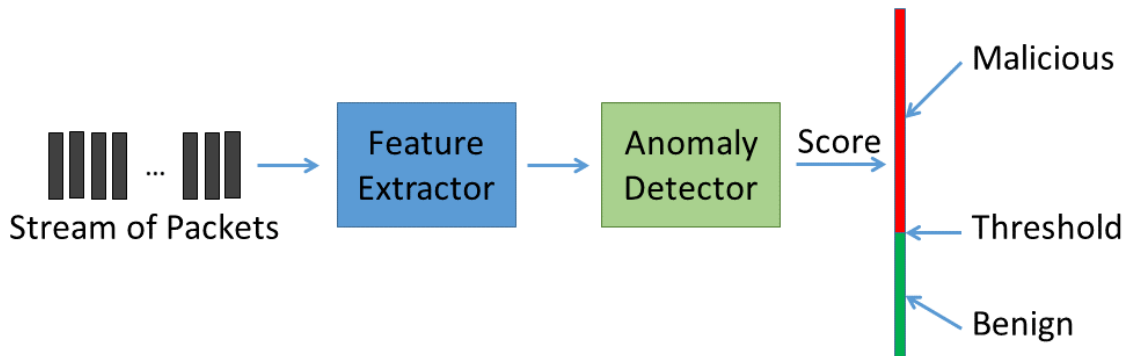 ...
Stream of Packets
Feature
Extractor
Anomaly
Detector
Score
Malicious
Threshold
Benign